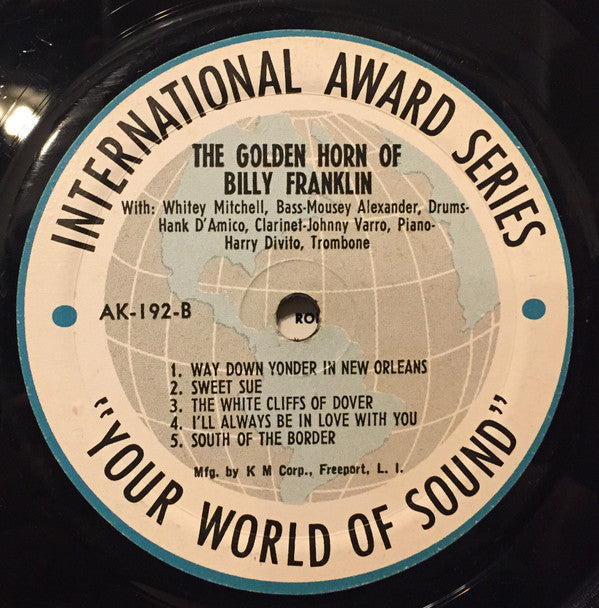 INTERNATIONAL AWARD SERIES
THE GOLDEN HORN OF
BILLY FRANKLIN
With: Whitey Mitchell, Bass-Mousey Alexander, Drums-
Hank D'Amico, Clarinet-Johnny Varro, Piano-
Harry Divito, Trombone
AK-192-B
1. WAY DOWN YONDER IN NEW ORLEANS
2. SWEET SUE
3. THE WHITE CLIFFS OF DOVER
4. I'LL ALWAYS BE IN LOVE WITH YOU
5. SOUTH OF THE BORDER
Mfg. by K M Corp., Freeport, L. I.
"YOUR WORLD OF SOUND"